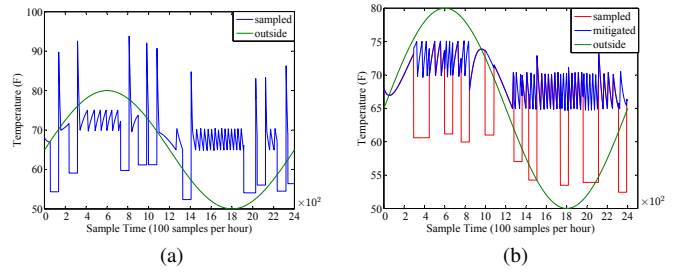 100
90
80
70
60
50
Temperature (F)
sampled
outside
0 2 4 6 8 10 12 14 16 18 20 22 24
×10²
Sample Time (100 samples per hour)
(a)
80
75
70
65
60
55
50
Temperature (F)
sampled
mitigated
outside
0 2 4 6 8 10 12 14 16 18 20 22 24
×10²
Sample Time (100 samples per hour)
(b)